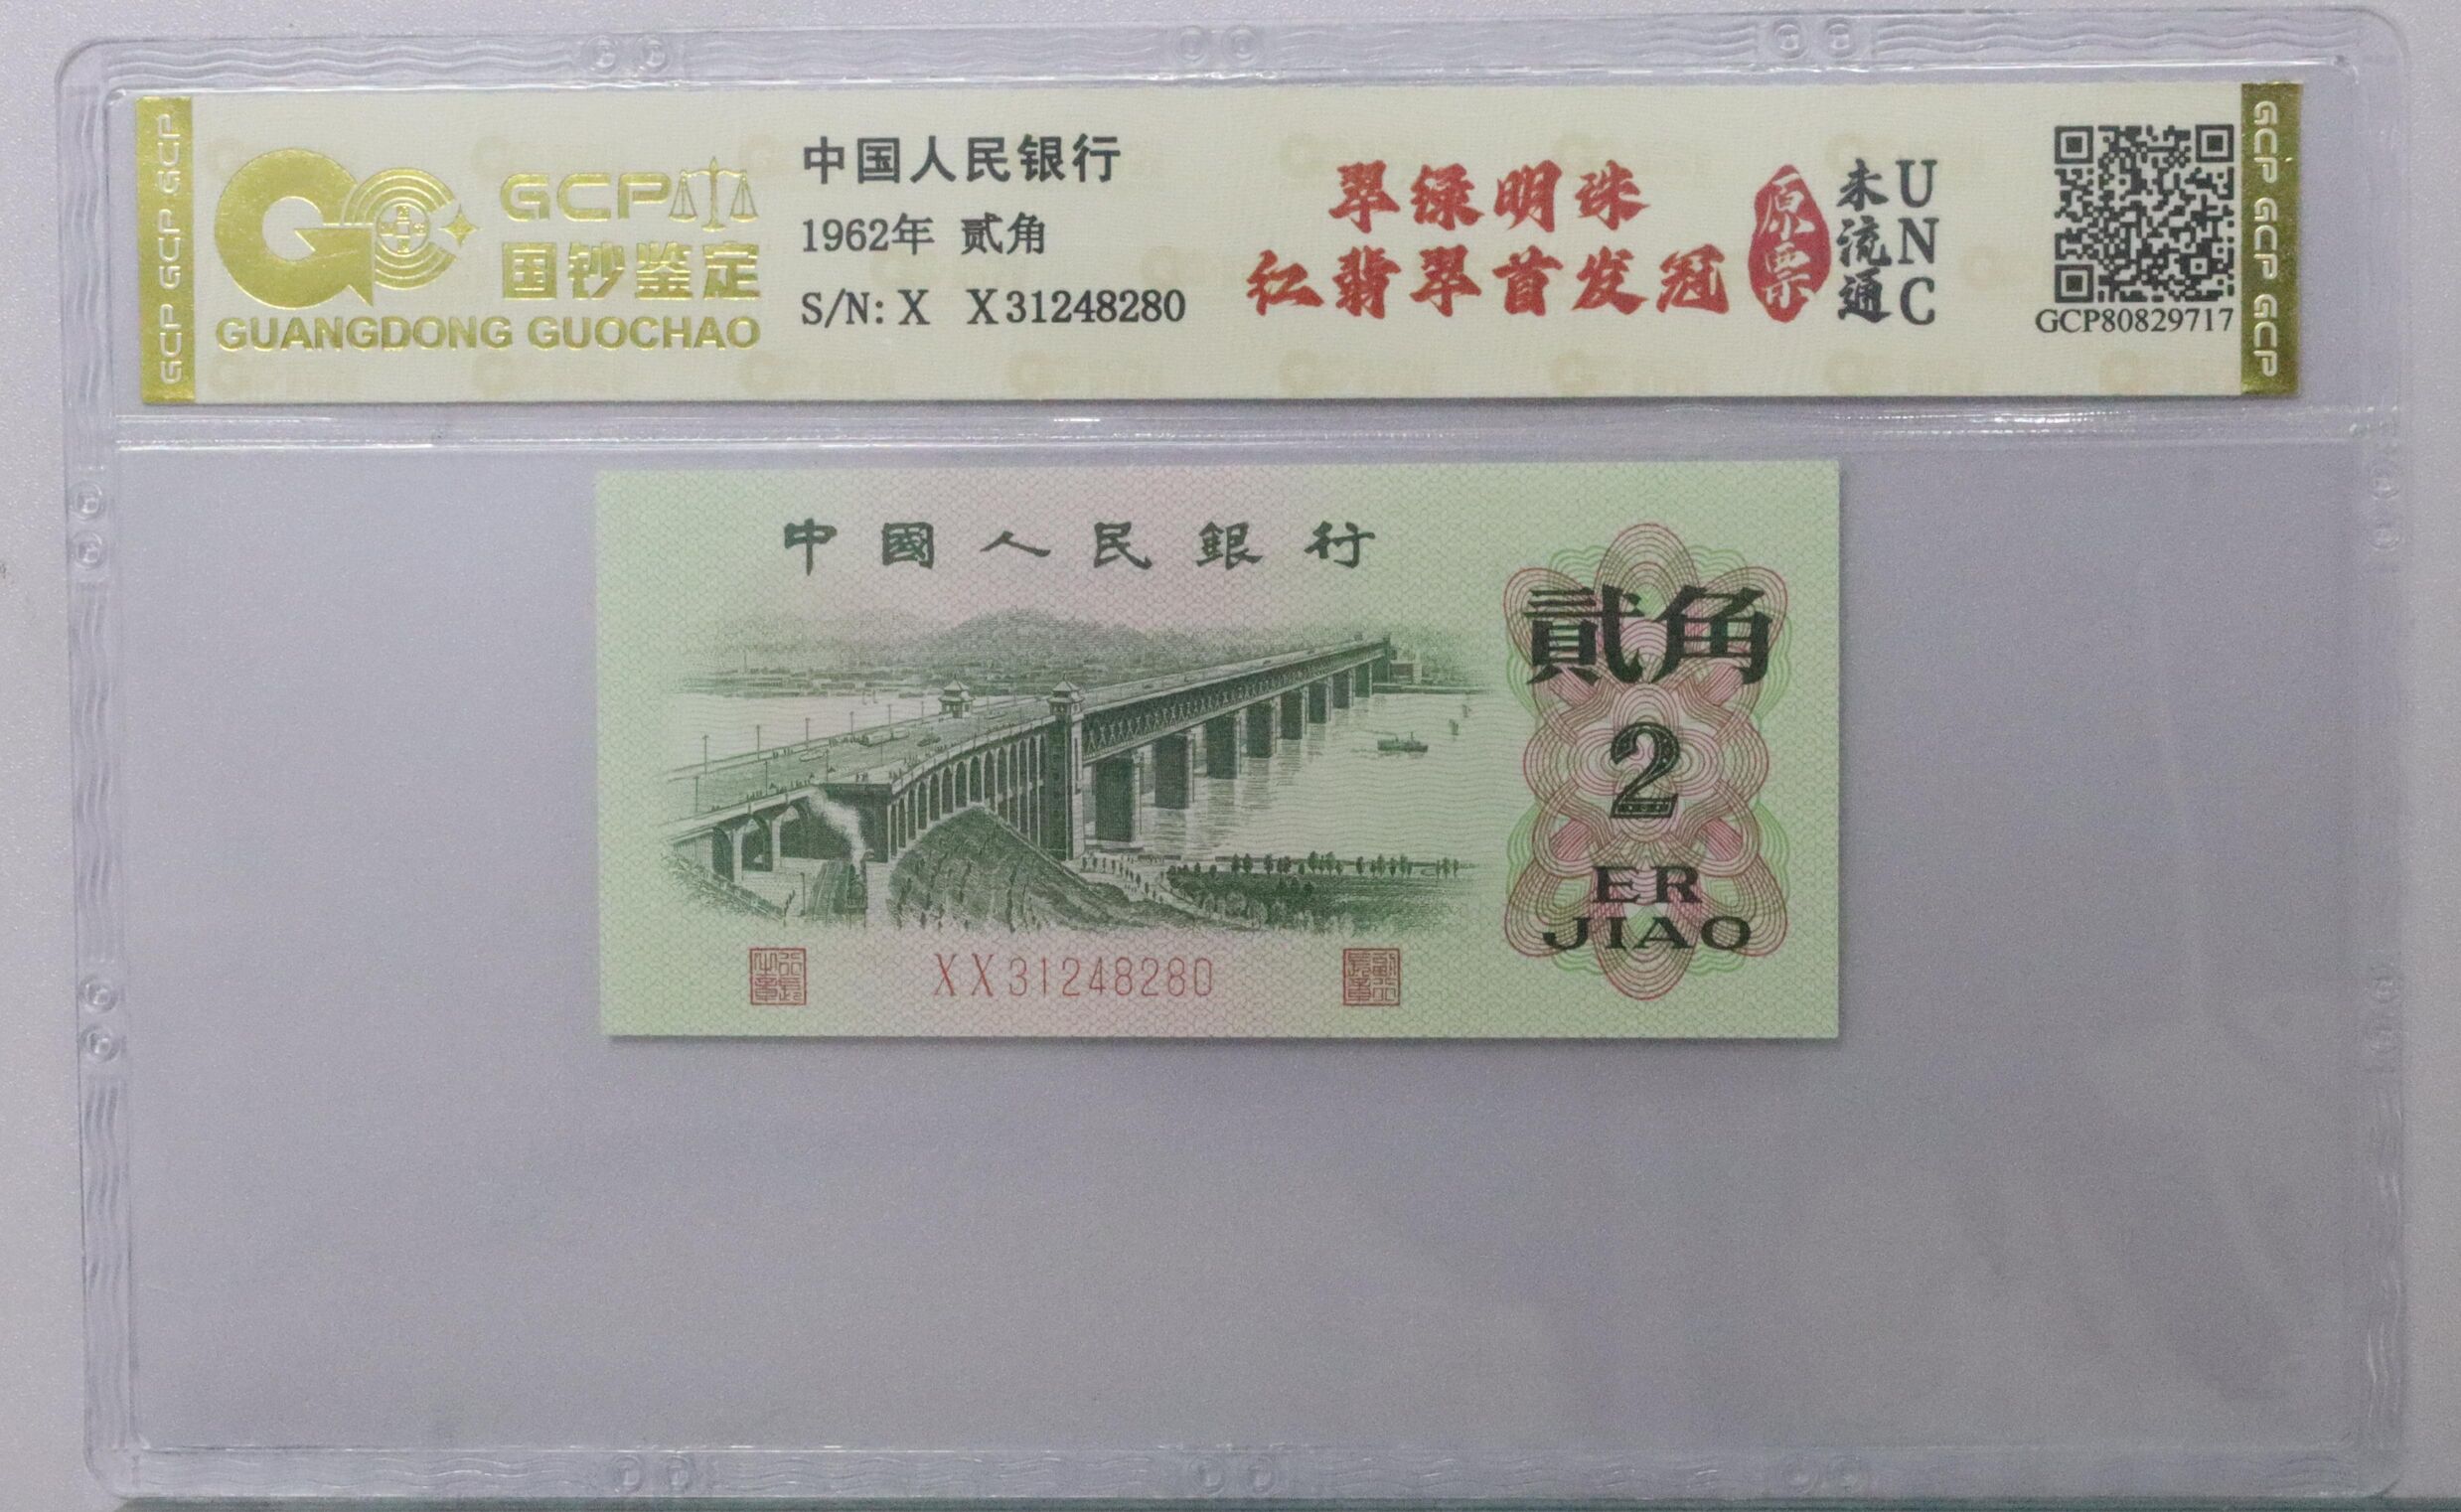 GCP GCP GCP
GCP
国钞鉴定
GUANGDONG GUOCHAO
中国人民银行
1962年 贰角
S/N: X X31248280
翠绿明珠
红翡翠首发冠
原票
未流通
UNC
GCP80829717
GCP GCP GCP
中國人民銀行
貳角
2
ER
JIAO
XX31248280